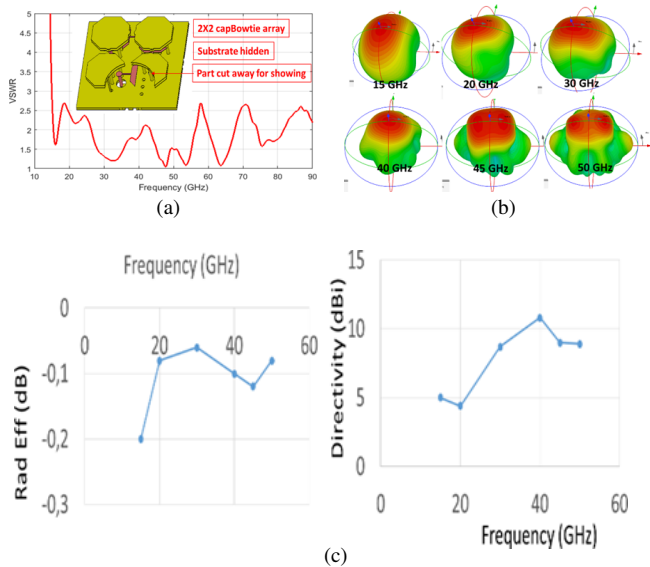 2X2 capBowtie array
Substrate hidden
Part cut away for showing
VSWR
5
4.5
4
3.5
3
2.5
2
1.5
1
10 20 30 40 50 60 70 80 90
Frequency (GHz)
(a)
15 GHz 20 GHz 30 GHz
40 GHz 45 GHz 50 GHz
(b)
Frequency (GHz)
0 20 40 60
0
-0,1
-0,2
-0,3
Rad Eff (dB)
Directivity (dBi)
15
10
5
0
0 20 40 60
Frequency (GHz)
(c)